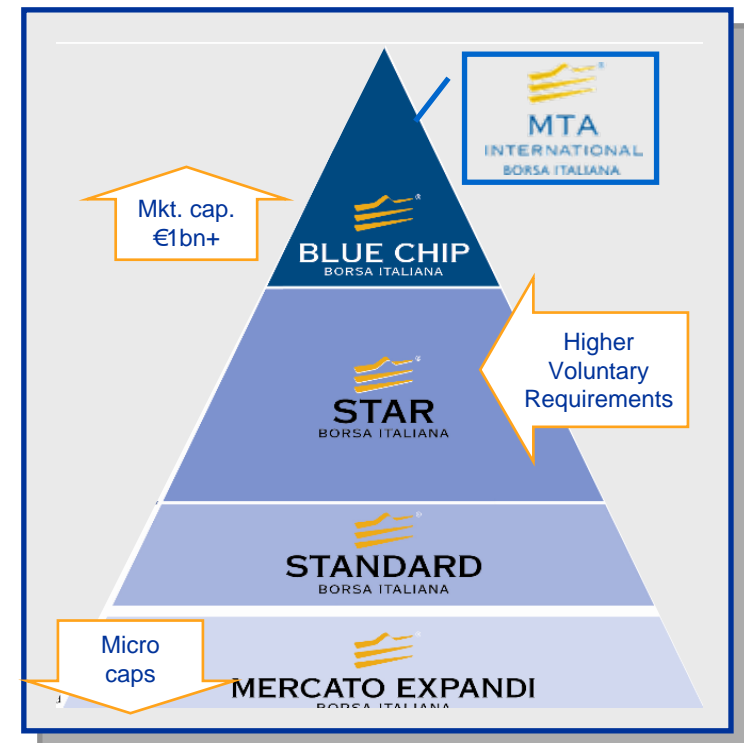 ®
MTA
INTERNATIONAL
BORSA ITALIANA
Mkt. cap.
€1bn+
®
BLUE CHIP
BORSA ITALIANA
Higher
Voluntary
Requirements
®
STAR
BORSA ITALIANA
®
STANDARD
BORSA ITALIANA
Micro
caps
MERCATO EXPANDI
BORSA ITALIANA